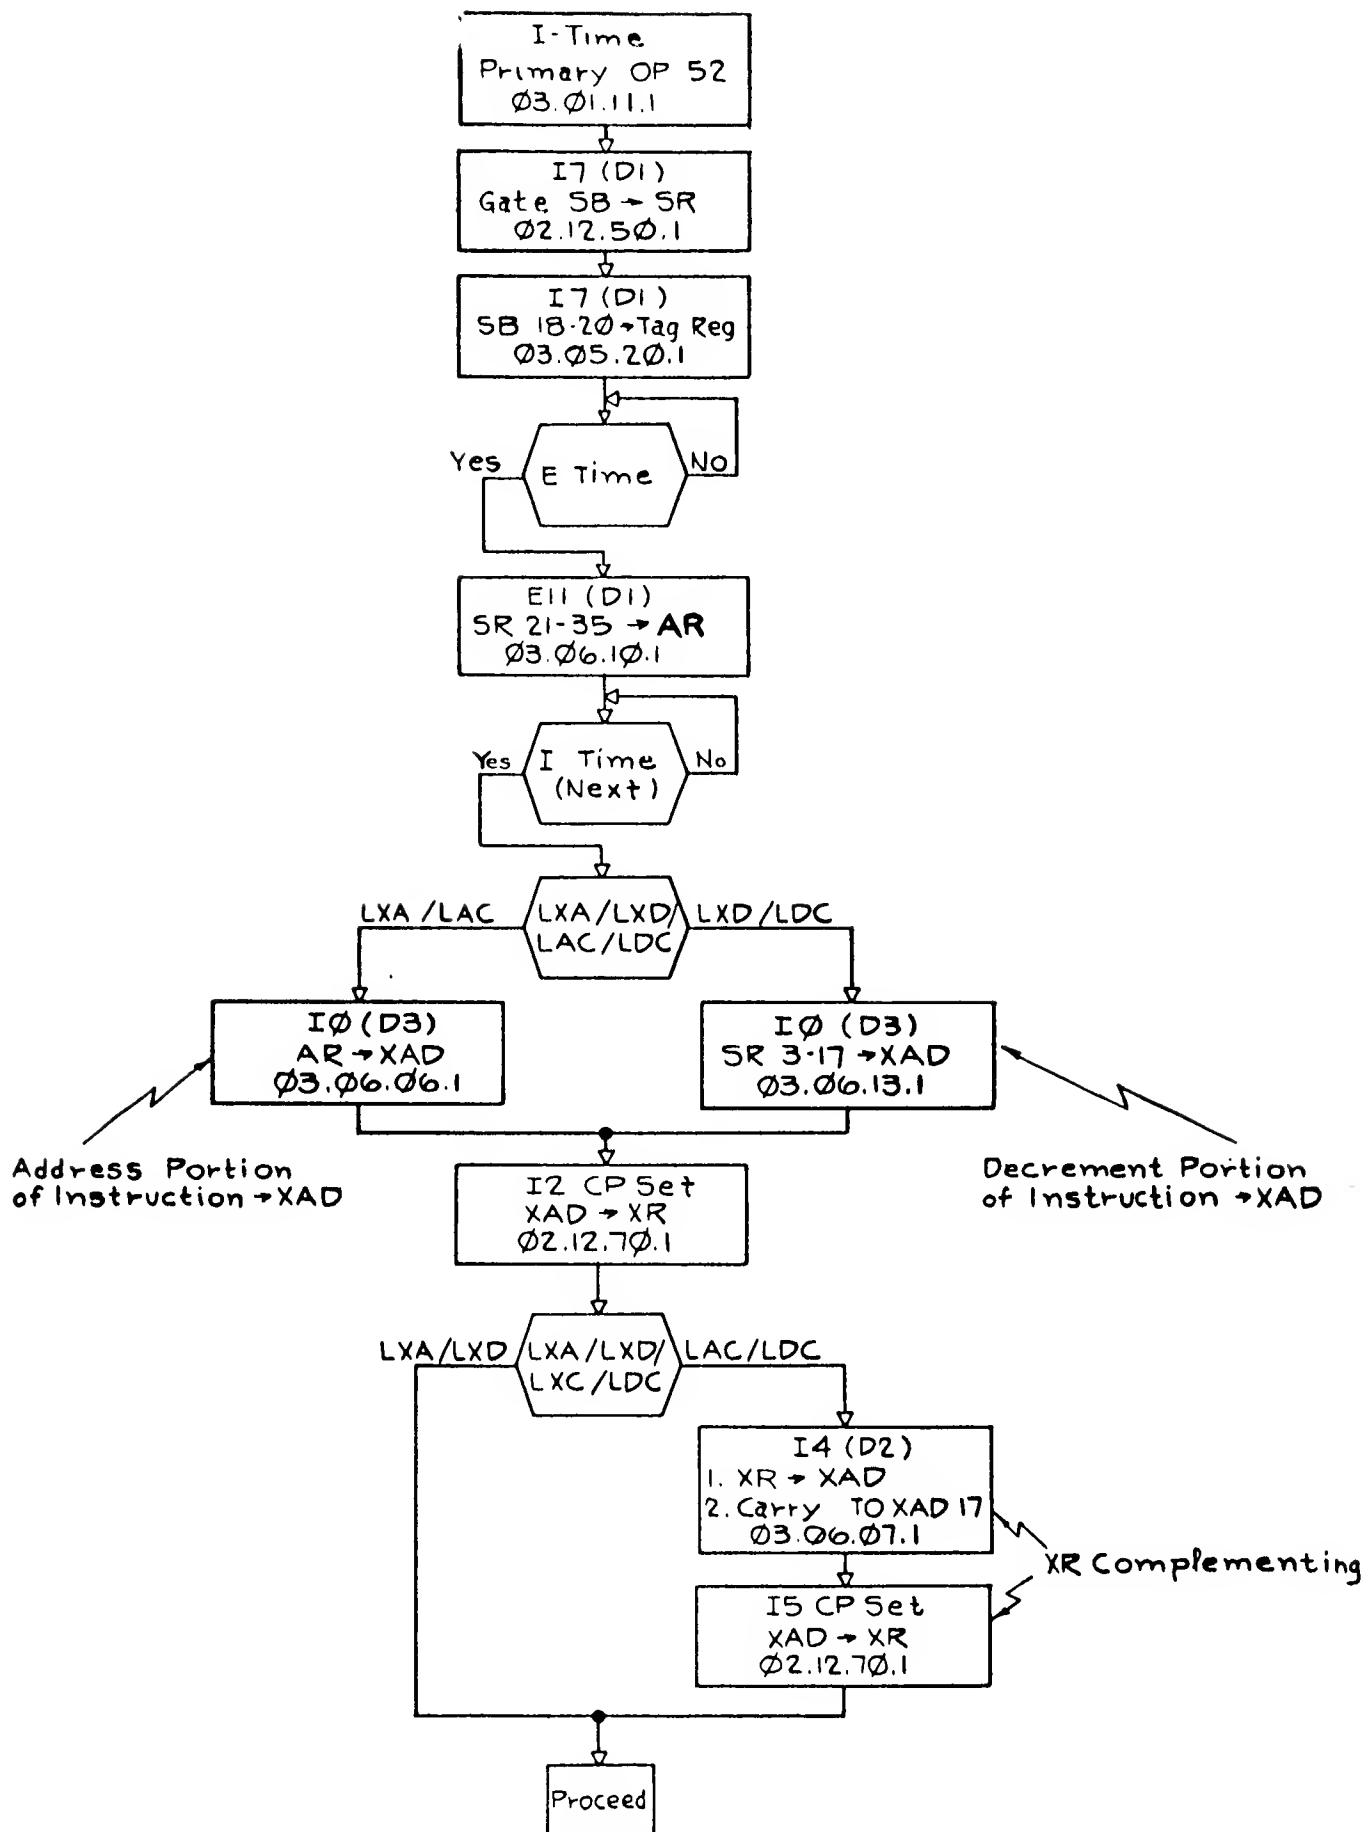 I-Time
Primary OP 52
Ø3.Ø1.11.1
I7 (D1)
Gate SB → SR
Ø2.12.5Ø.1
I7 (D1)
SB 18-2Ø → Tag Reg
Ø3.Ø5.2Ø.1
Yes
E Time
No
E11 (D1)
SR 21-35 → AR
Ø3.Ø6.1Ø.1
Yes
I Time
(Next)
No
LXA/LAC
LXA/LXD/
LAC/LDC
LXD/LDC
IØ (D3)
AR → XAD
Ø3.Ø6.Ø6.1
IØ (D3)
SR 3-17 → XAD
Ø3.Ø6.13.1
Address Portion
of Instruction → XAD
Decrement Portion
of Instruction → XAD
I2 CP Set
XAD → XR
Ø2.12.7Ø.1
LXA/LXD
LXA/LXD/
LXC/LDC
LAC/LDC
I4 (D2)
1. XR → XAD
2. Carry TO XAD 17
Ø3.Ø6.Ø7.1
XR Complementing
I5 CP Set
XAD → XR
Ø2.12.7Ø.1
Proceed